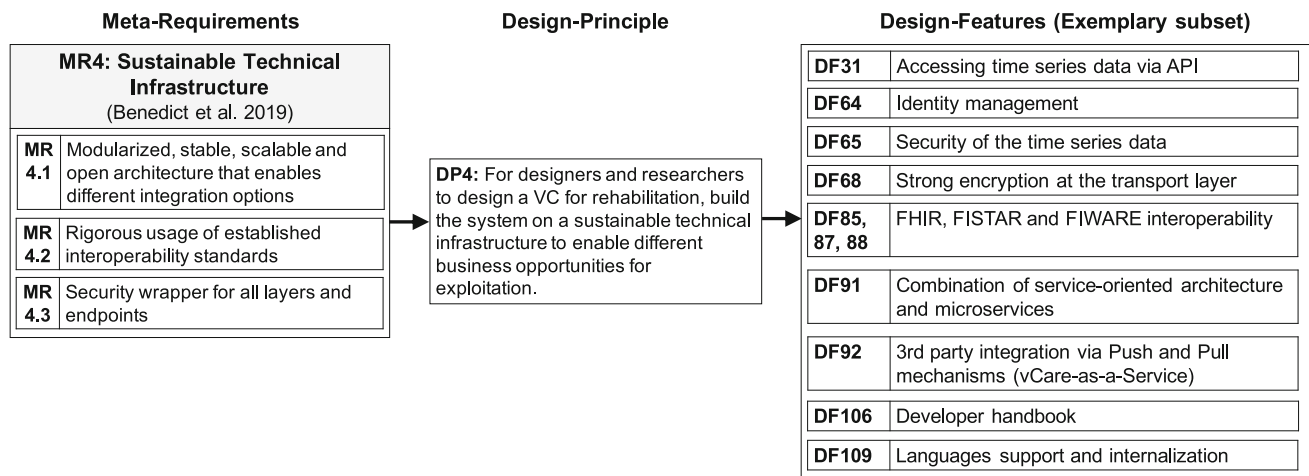 Meta-Requirements
MR4: Sustainable Technical
Infrastructure
(Benedict et al. 2019)
MR 4.1 Modularized, stable, scalable and
open architecture that enables
different integration options
MR 4.2 Rigorous usage of established
interoperability standards
MR 4.3 Security wrapper for all layers and
endpoints
Design-Principle
DP4: For designers and researchers
to design a VC for rehabilitation, build
the system on a sustainable technical
infrastructure to enable different
business opportunities for
exploitation.
Design-Features (Exemplary subset)
DF31 Accessing time series data via API
DF64 Identity management
DF65 Security of the time series data
DF68 Strong encryption at the transport layer
DF85, FHIR, FISTAR and FIWARE interoperability
87, 88
DF91 Combination of service-oriented architecture
and microservices
DF92 3rd party integration via Push and Pull
mechanisms (vCare-as-a-Service)
DF106 Developer handbook
DF109 Languages support and internalization